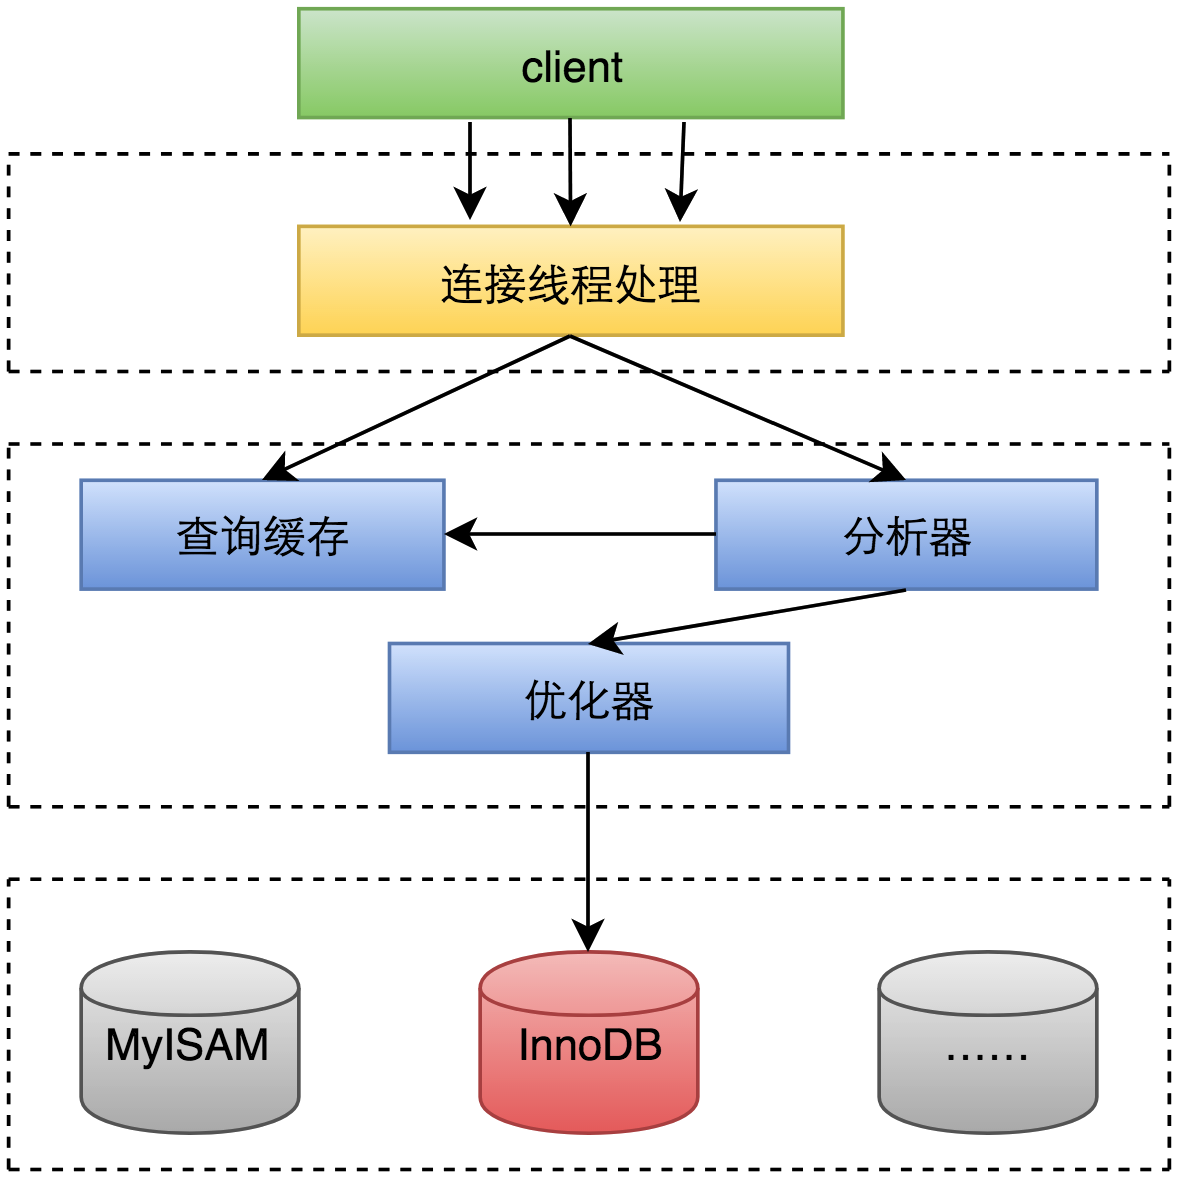 client
连接线程处理
查询缓存
分析器
优化器
MyISAM
InnoDB
......